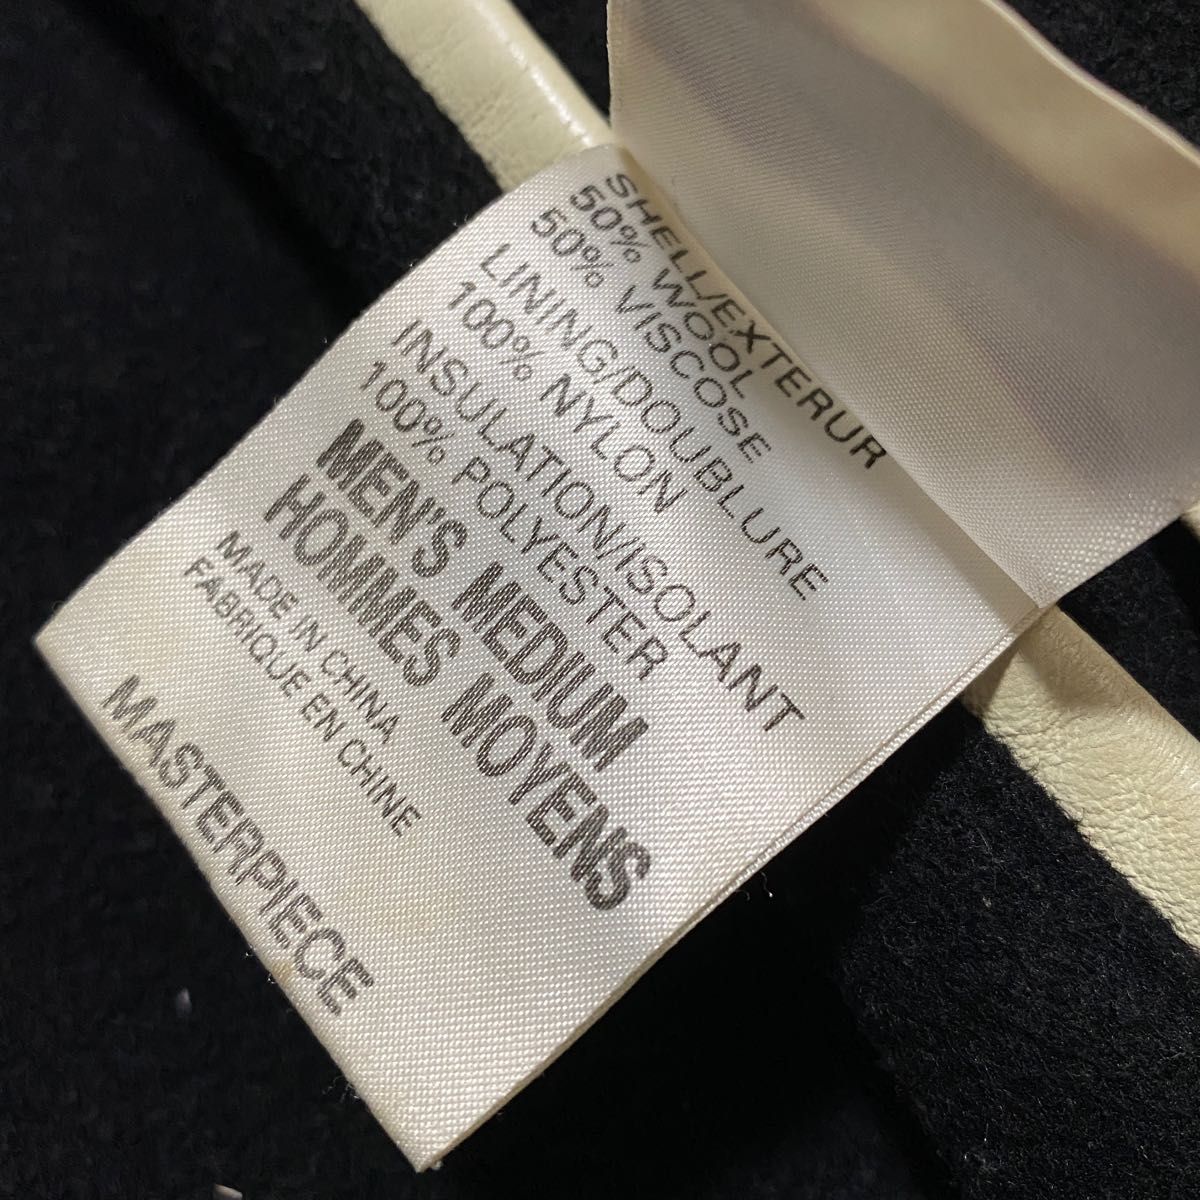 SHELL/EXTERUR
50% WOOL
50% VISCOSE
LINING/DOUBLURE
100% NYLON
INSULATION/ISOLANT
100% POLYESTER
MEN'S MEDIUM
HOMMES MOYENS
MADE IN CHINA
FABRIQUE EN CHINE
MASTERPIECE